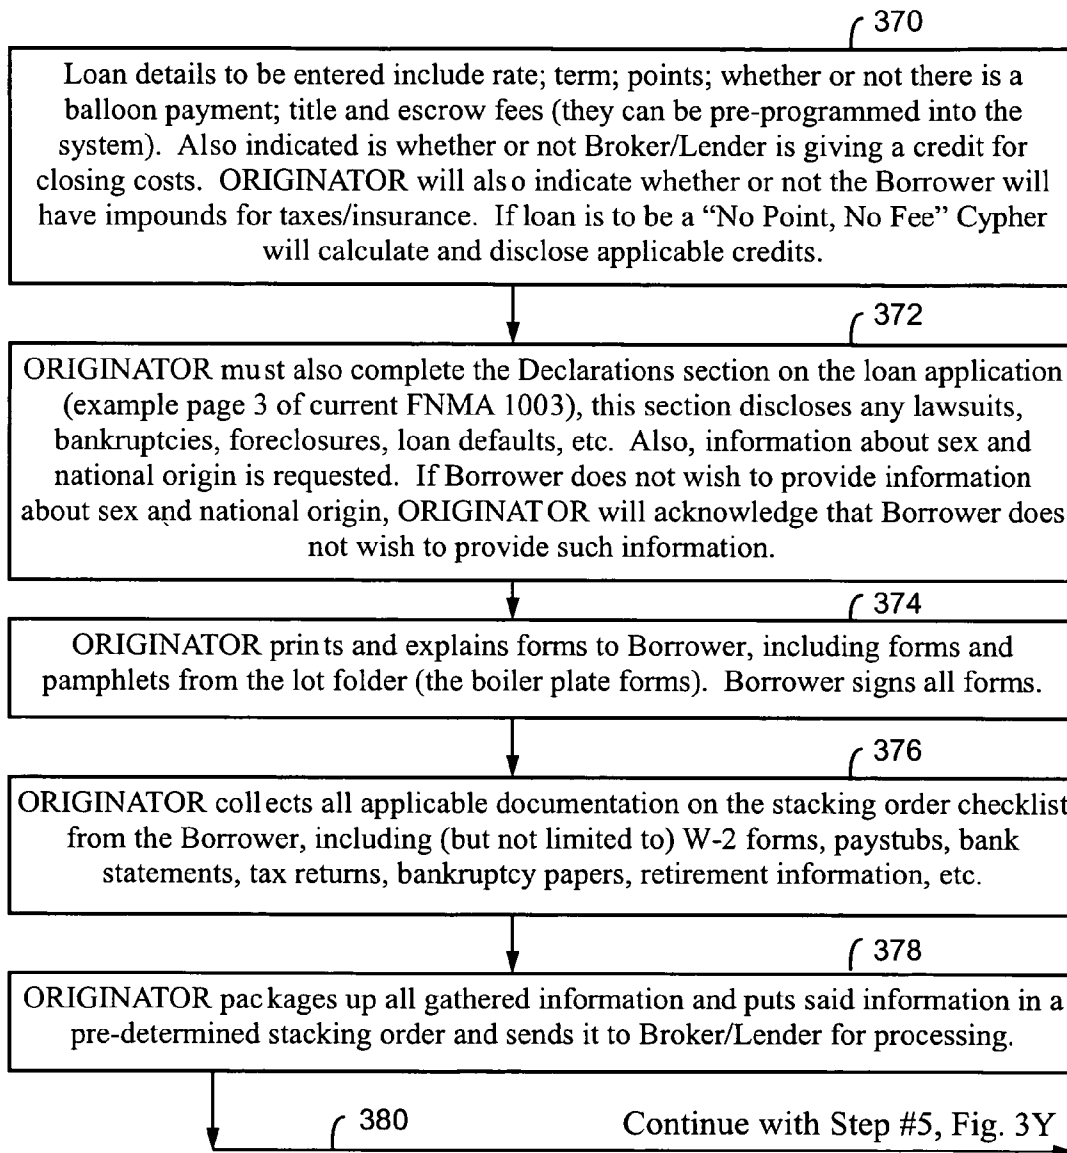 370
Loan details to be entered include rate; term; points; whether or not there is a
balloon payment; title and escrow fees (they can be pre-programmed into the
system). Also indicated is whether or not Broker/Lender is giving a credit for
closing costs. ORIGINATOR will also indicate whether or not the Borrower will
have impounds for taxes/insurance. If loan is to be a “No Point, No Fee” Cypher
will calculate and disclose applicable credits.
372
ORIGINATOR must also complete the Declarations section on the loan application
(example page 3 of current FNMA 1003), this section discloses any lawsuits,
bankruptcies, foreclosures, loan defaults, etc. Also, information about sex and
national origin is requested. If Borrower does not wish to provide information
about sex and national origin, ORIGINATOR will acknowledge that Borrower does
not wish to provide such information.
374
ORIGINATOR prints and explains forms to Borrower, including forms and
pamphlets from the lot folder (the boiler plate forms). Borrower signs all forms.
376
ORIGINATOR collects all applicable documentation on the stacking order checklist
from the Borrower, including (but not limited to) W-2 forms, paystubs, bank
statements, tax returns, bankruptcy papers, retirement information, etc.
378
ORIGINATOR packages up all gathered information and puts said information in a
pre-determined stacking order and sends it to Broker/Lender for processing.
380
Continue with Step #5, Fig. 3Y